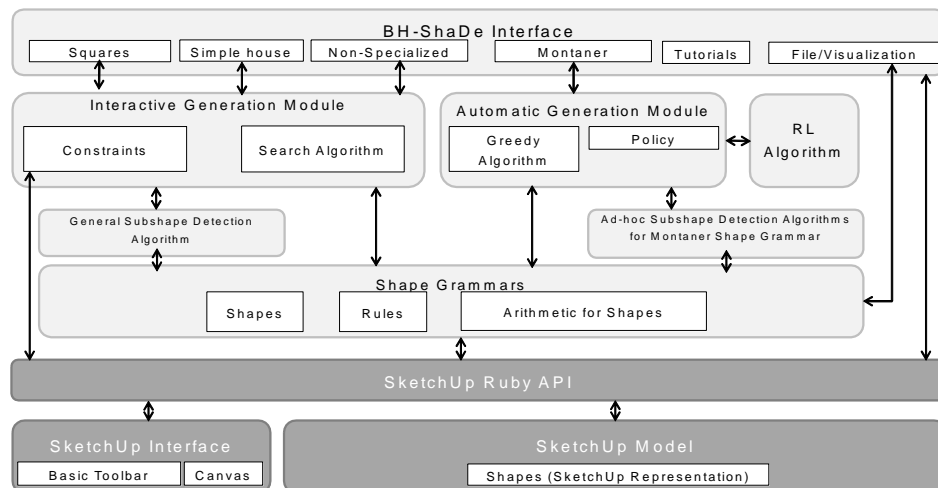 BH-ShaDe Interface
Squares
Simple house
Non-Specialized
Montaner
Tutorials
File/Visualization
Interactive Generation Module
Constraints
Search Algorithm
Automatic Generation Module
Greedy
Algorithm
Policy
RL
Algorithm
General Subshape Detection
Algorithm
Ad-hoc Subshape Detection Algorithms
for Montaner Shape Grammar
Shape Grammars
Shapes
Rules
Arithmetic for Shapes
SketchUp Ruby API
SketchUp Interface
Basic Toolbar
Canvas
SketchUp Model
Shapes (SketchUp Representation)